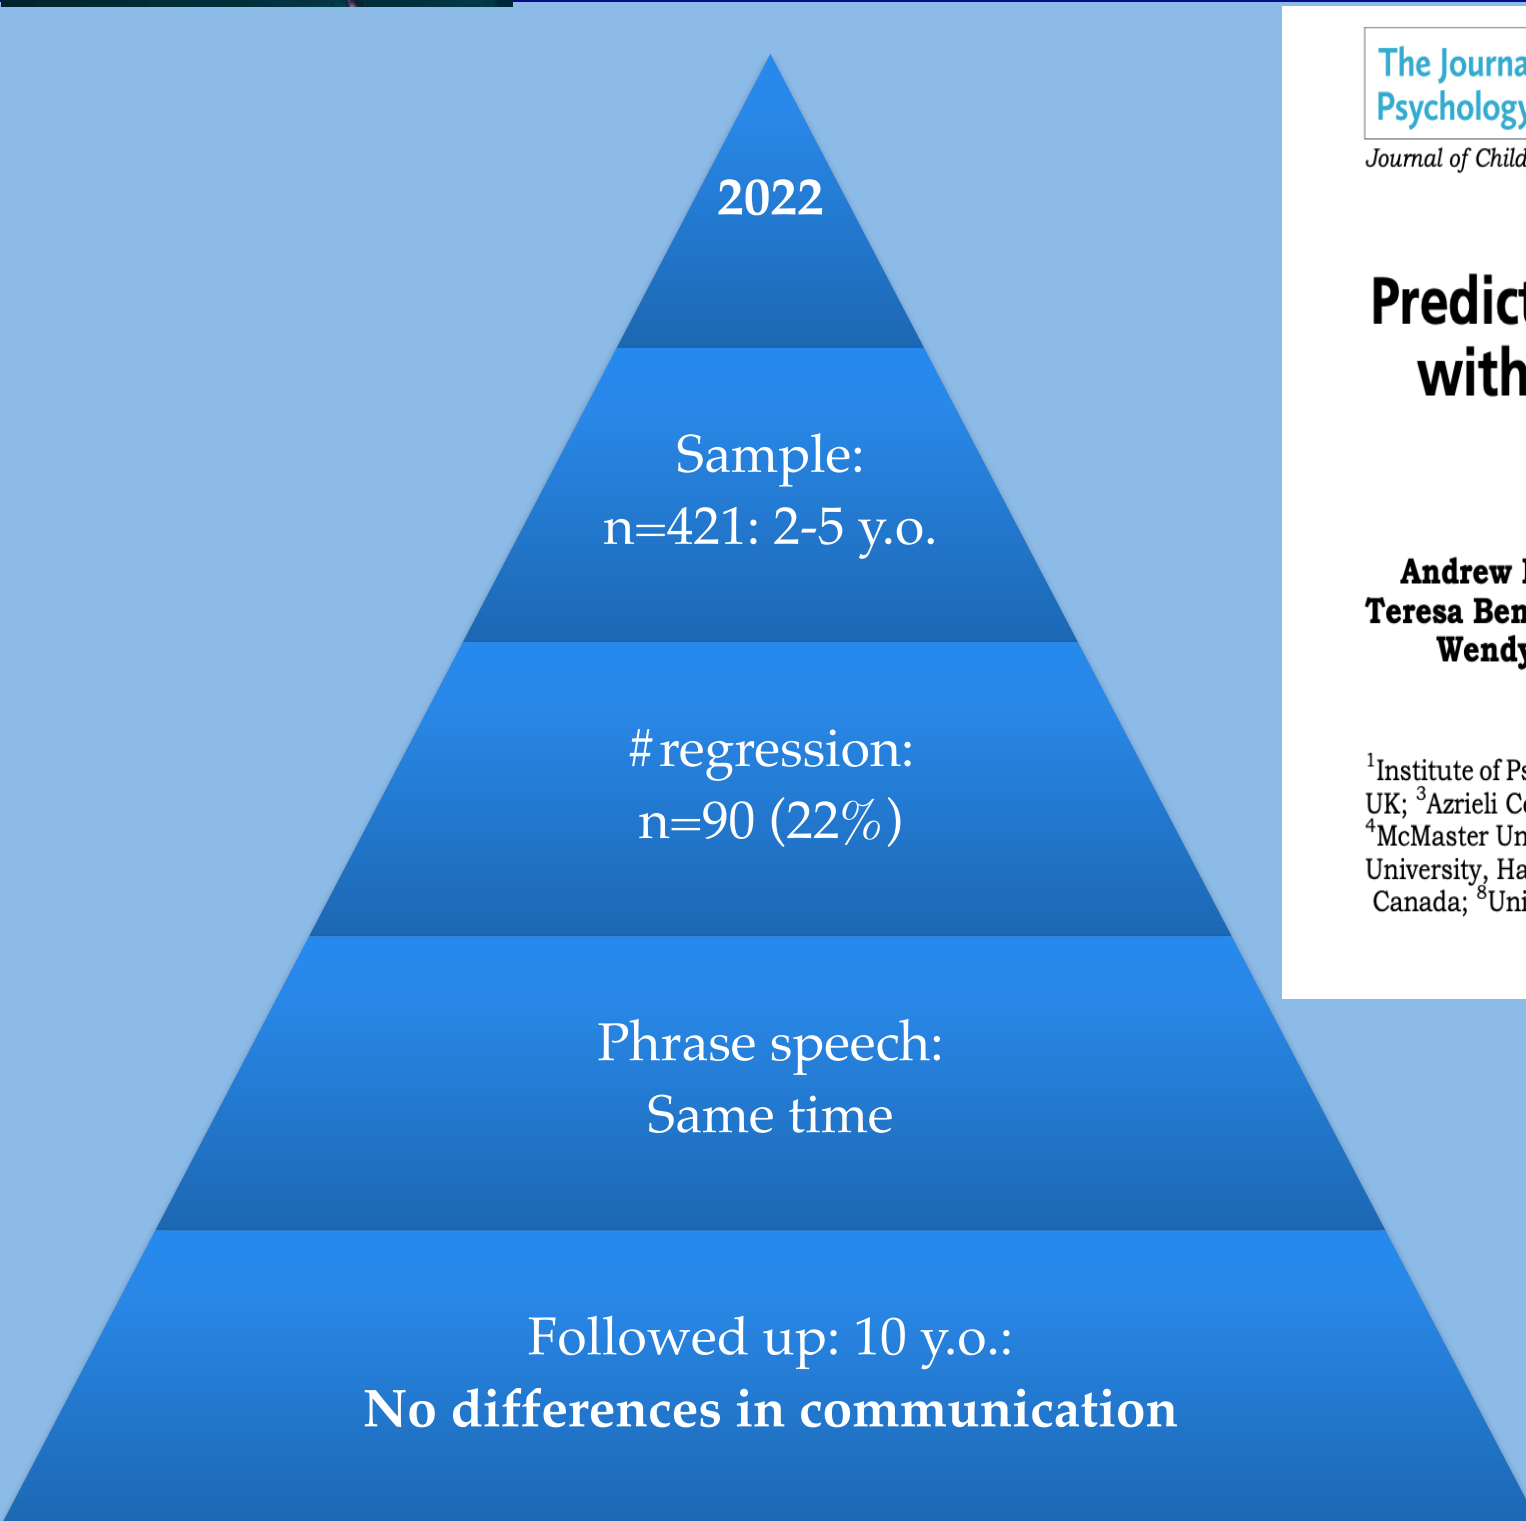 2022
Sample:
n=421: 2-5 y.o.
#regression:
n=90 (22%)
Phrase speech:
Same time
Followed up: 10 y.o.:
No differences in communication
The Journa
Psychology
Journal of Child
Predict
with
Andrew
Teresa Ben
Wendy
¹Institute of Ps
UK; ³Azrieli Ce
⁴McMaster Un
University, Ha
Canada; ⁸Uni